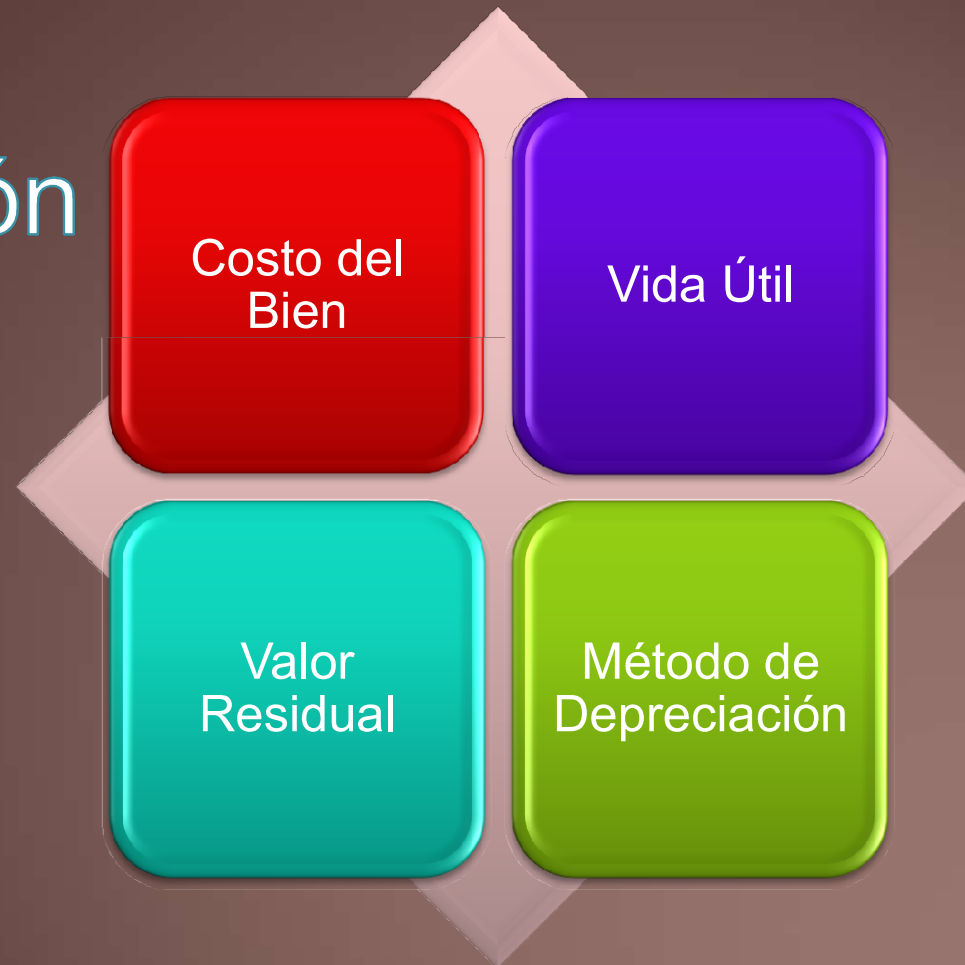 ón
Costo del
Bien
Vida Útil
Valor
Residual
Método de
Depreciación